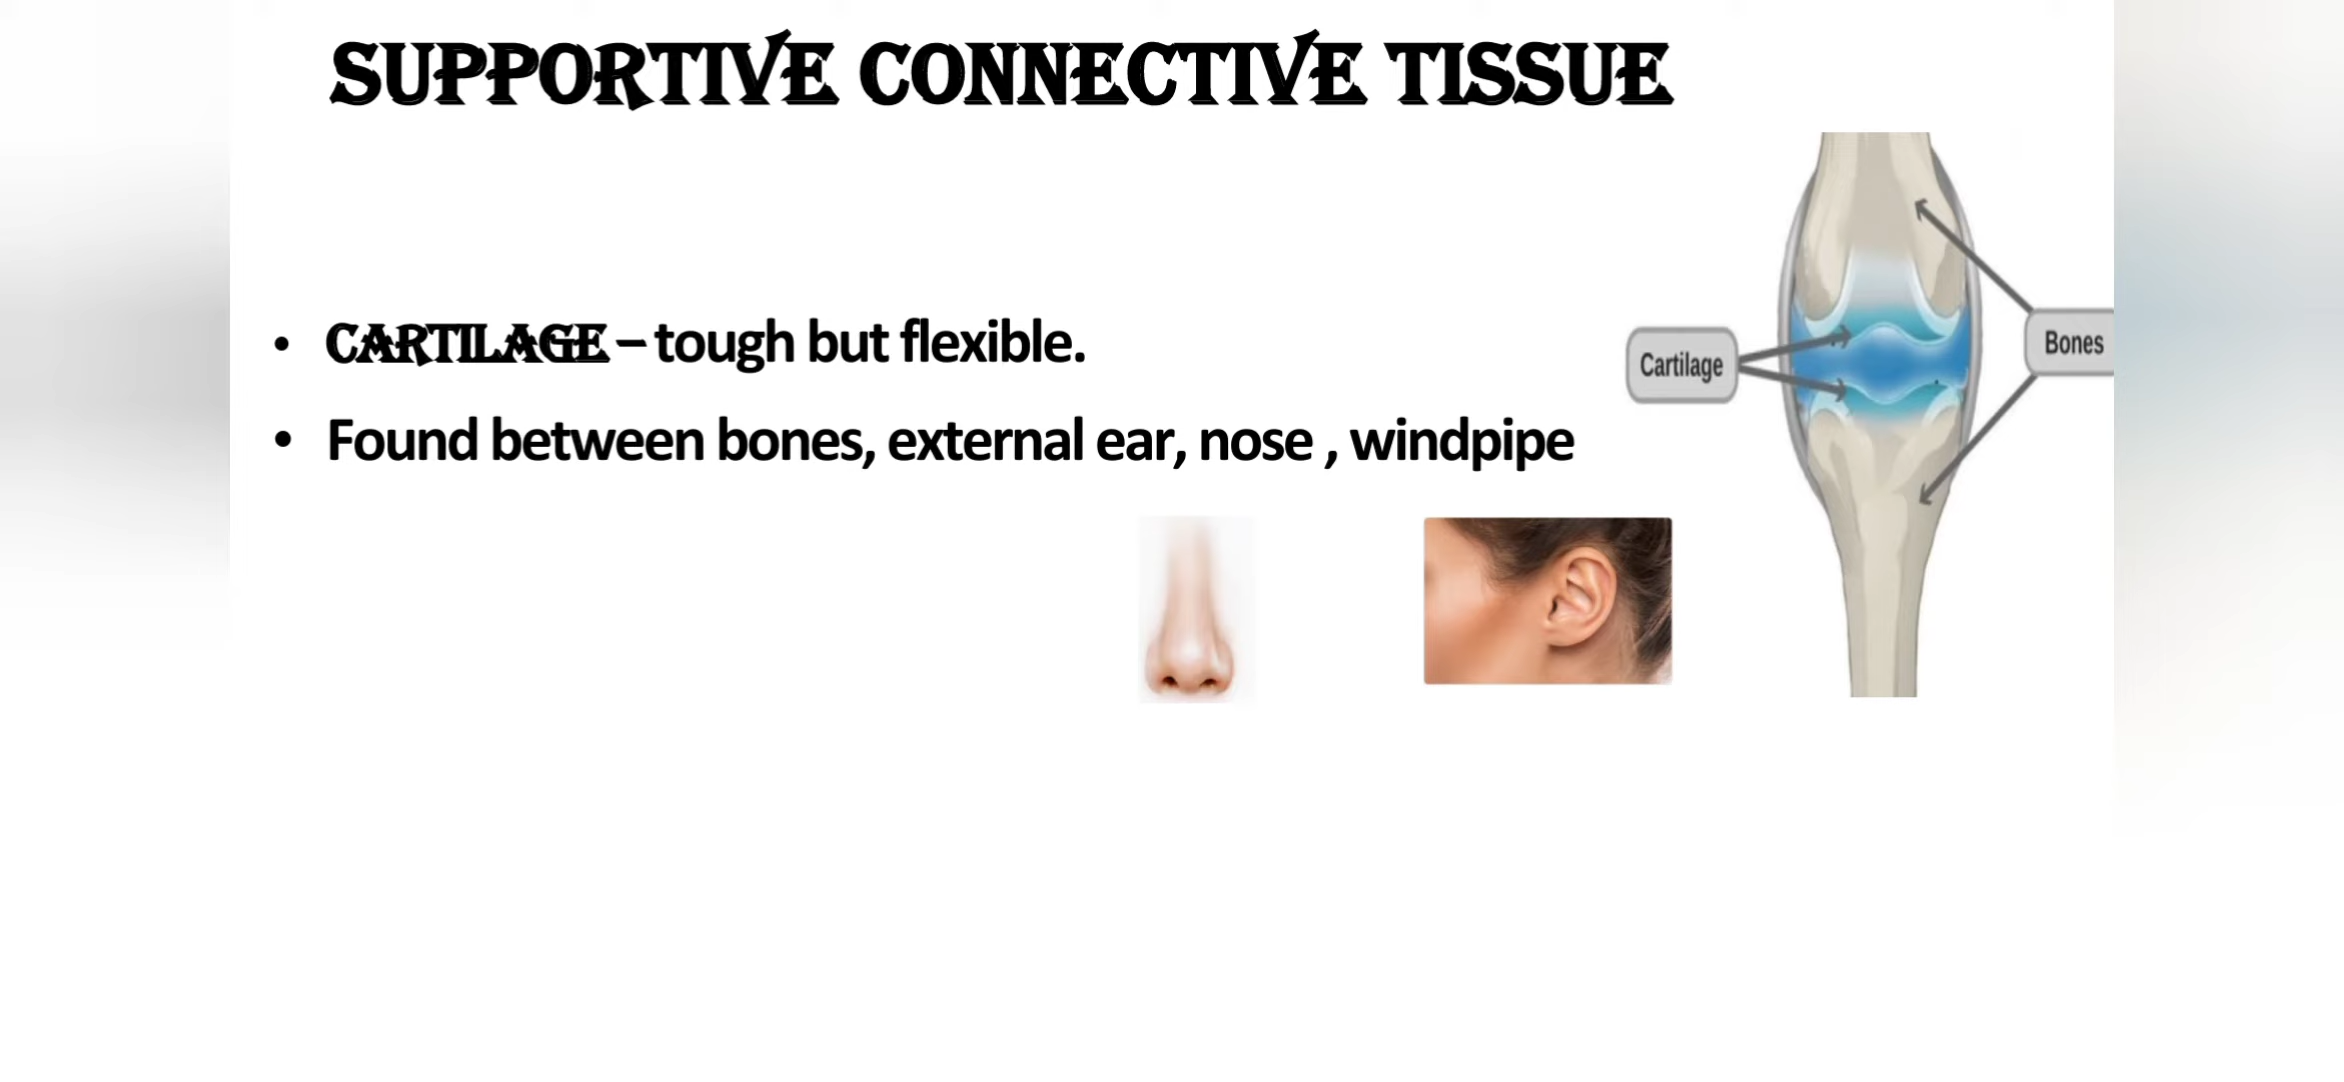 SUPPORTIVE CONNECTIVE TISSUE
• CARTILAGE – tough but flexible.
• Found between bones, external ear, nose , windpipe
Cartilage
Bones